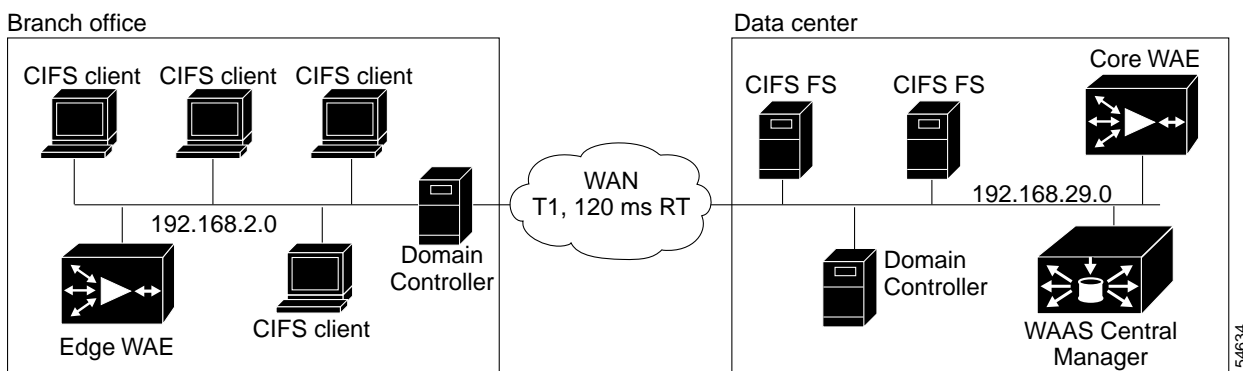 Branch office
CIFS client
CIFS client
CIFS client
192.168.2.0
Edge WAE
CIFS client
Domain
Controller
WAN
T1, 120 ms RT
Data center
CIFS FS
CIFS FS
Core WAE
192.168.29.0
Domain
Controller
WAAS Central
Manager
54634